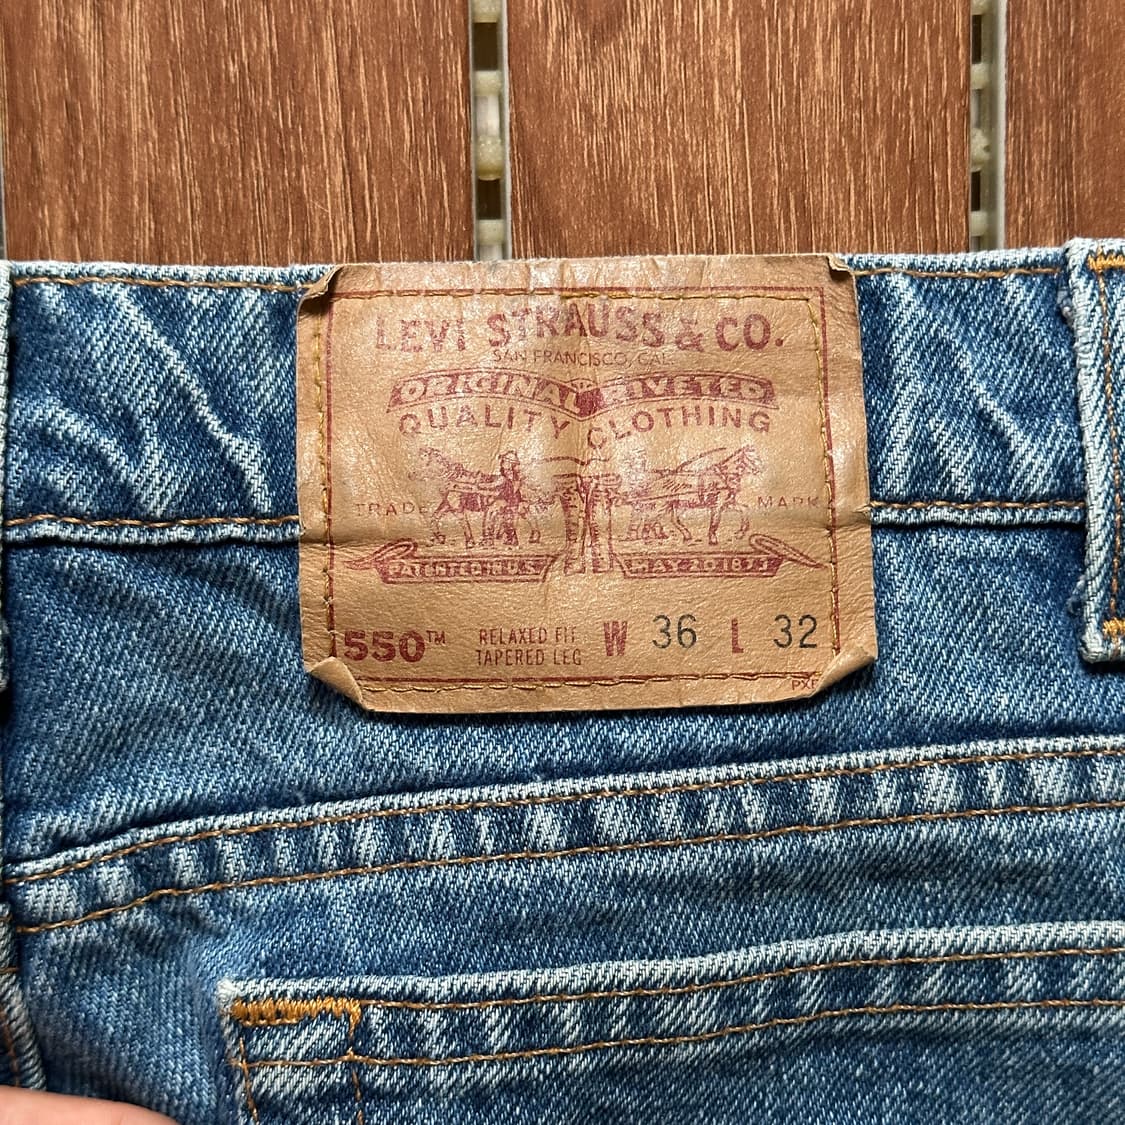 LEVI STRAUSS & CO.
SAN FRANCISCO, CAL.
ORIGINAL RIVETED
QUALITY CLOTHING
TRADE MARK
PATENTED IN U.S. MAY 20 1873
550™ RELAXED FIT TAPERED LEG W 36 L 32